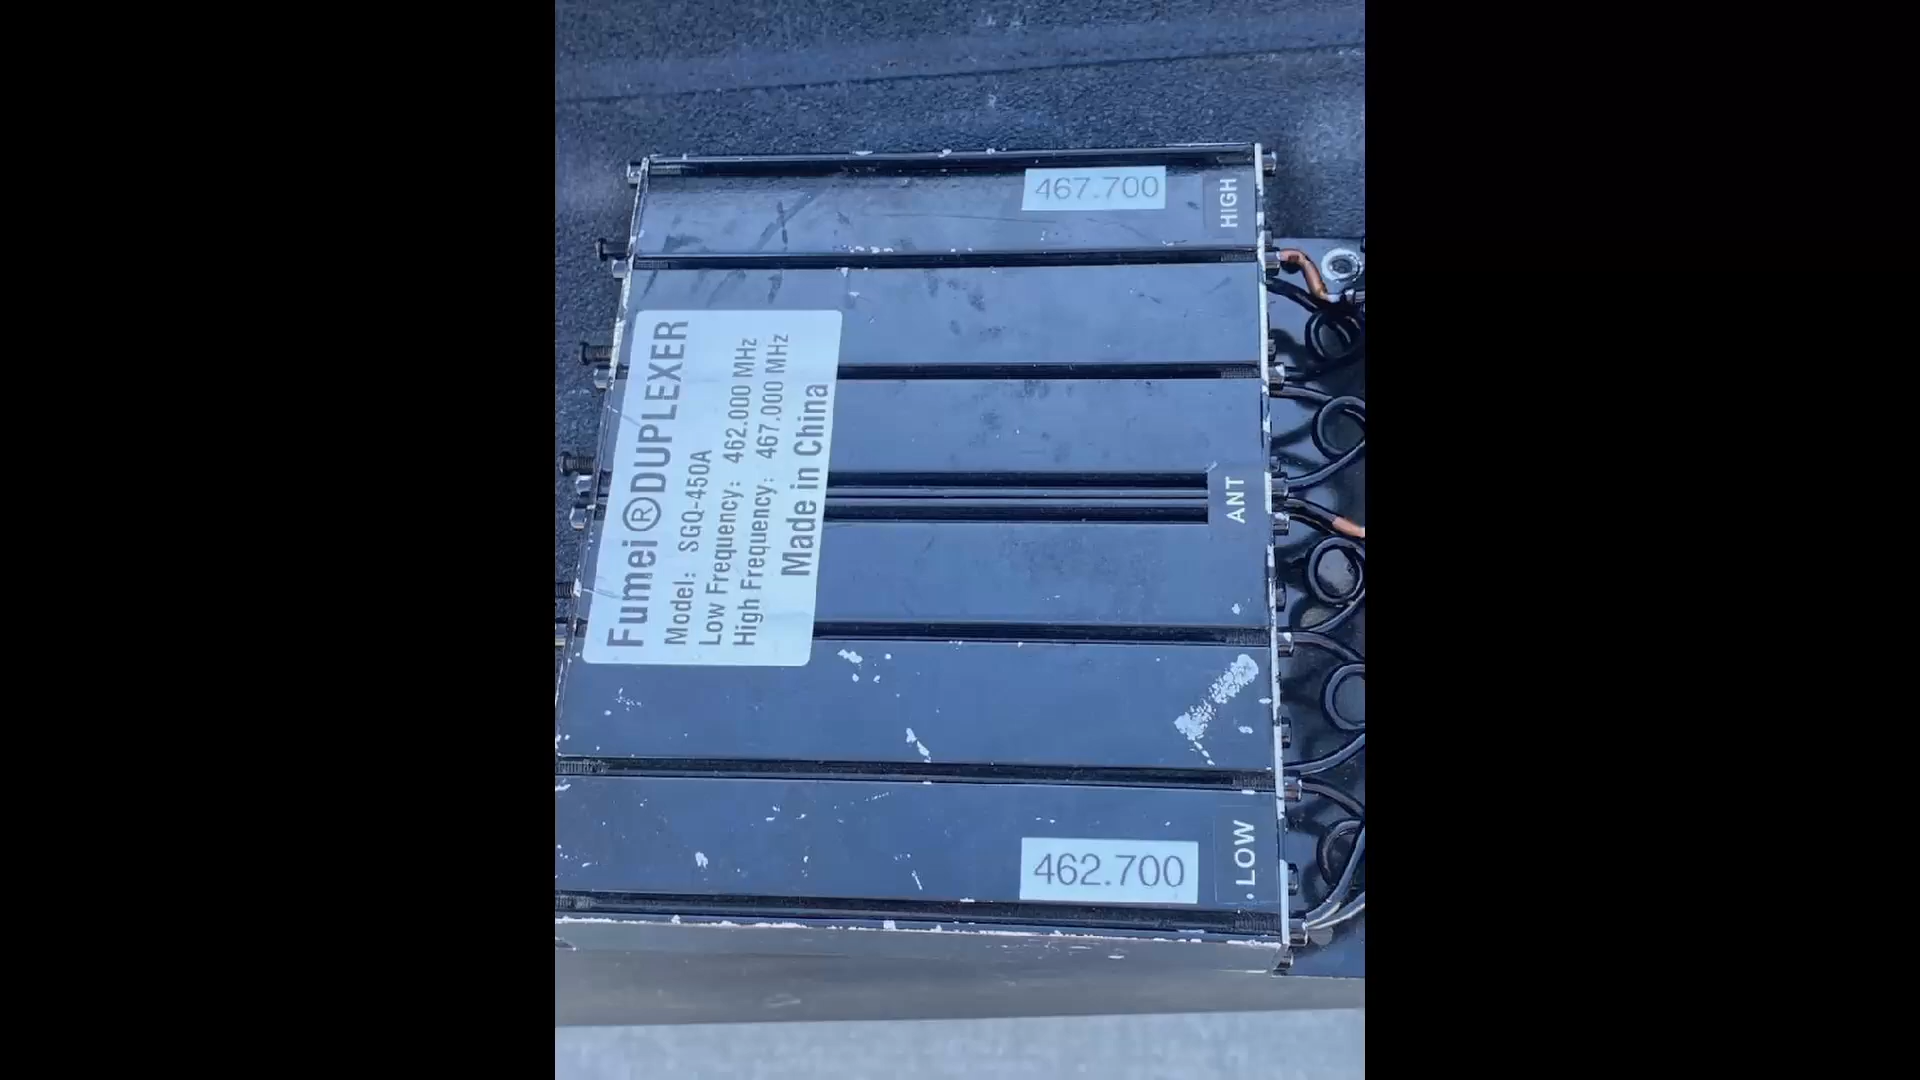 467.700
HIGH
Fumei®DUPLEXER
Model: SGQ-450A
Low Frequency: 462.000 MHz
High Frequency: 467.000 MHz
Made in China
ANT
462.700
LOW